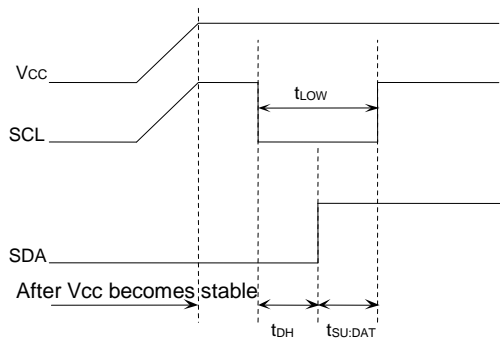 VCC
tLOW
SCL
SDA
After Vcc becomes stable
tDH
tSU:DAT